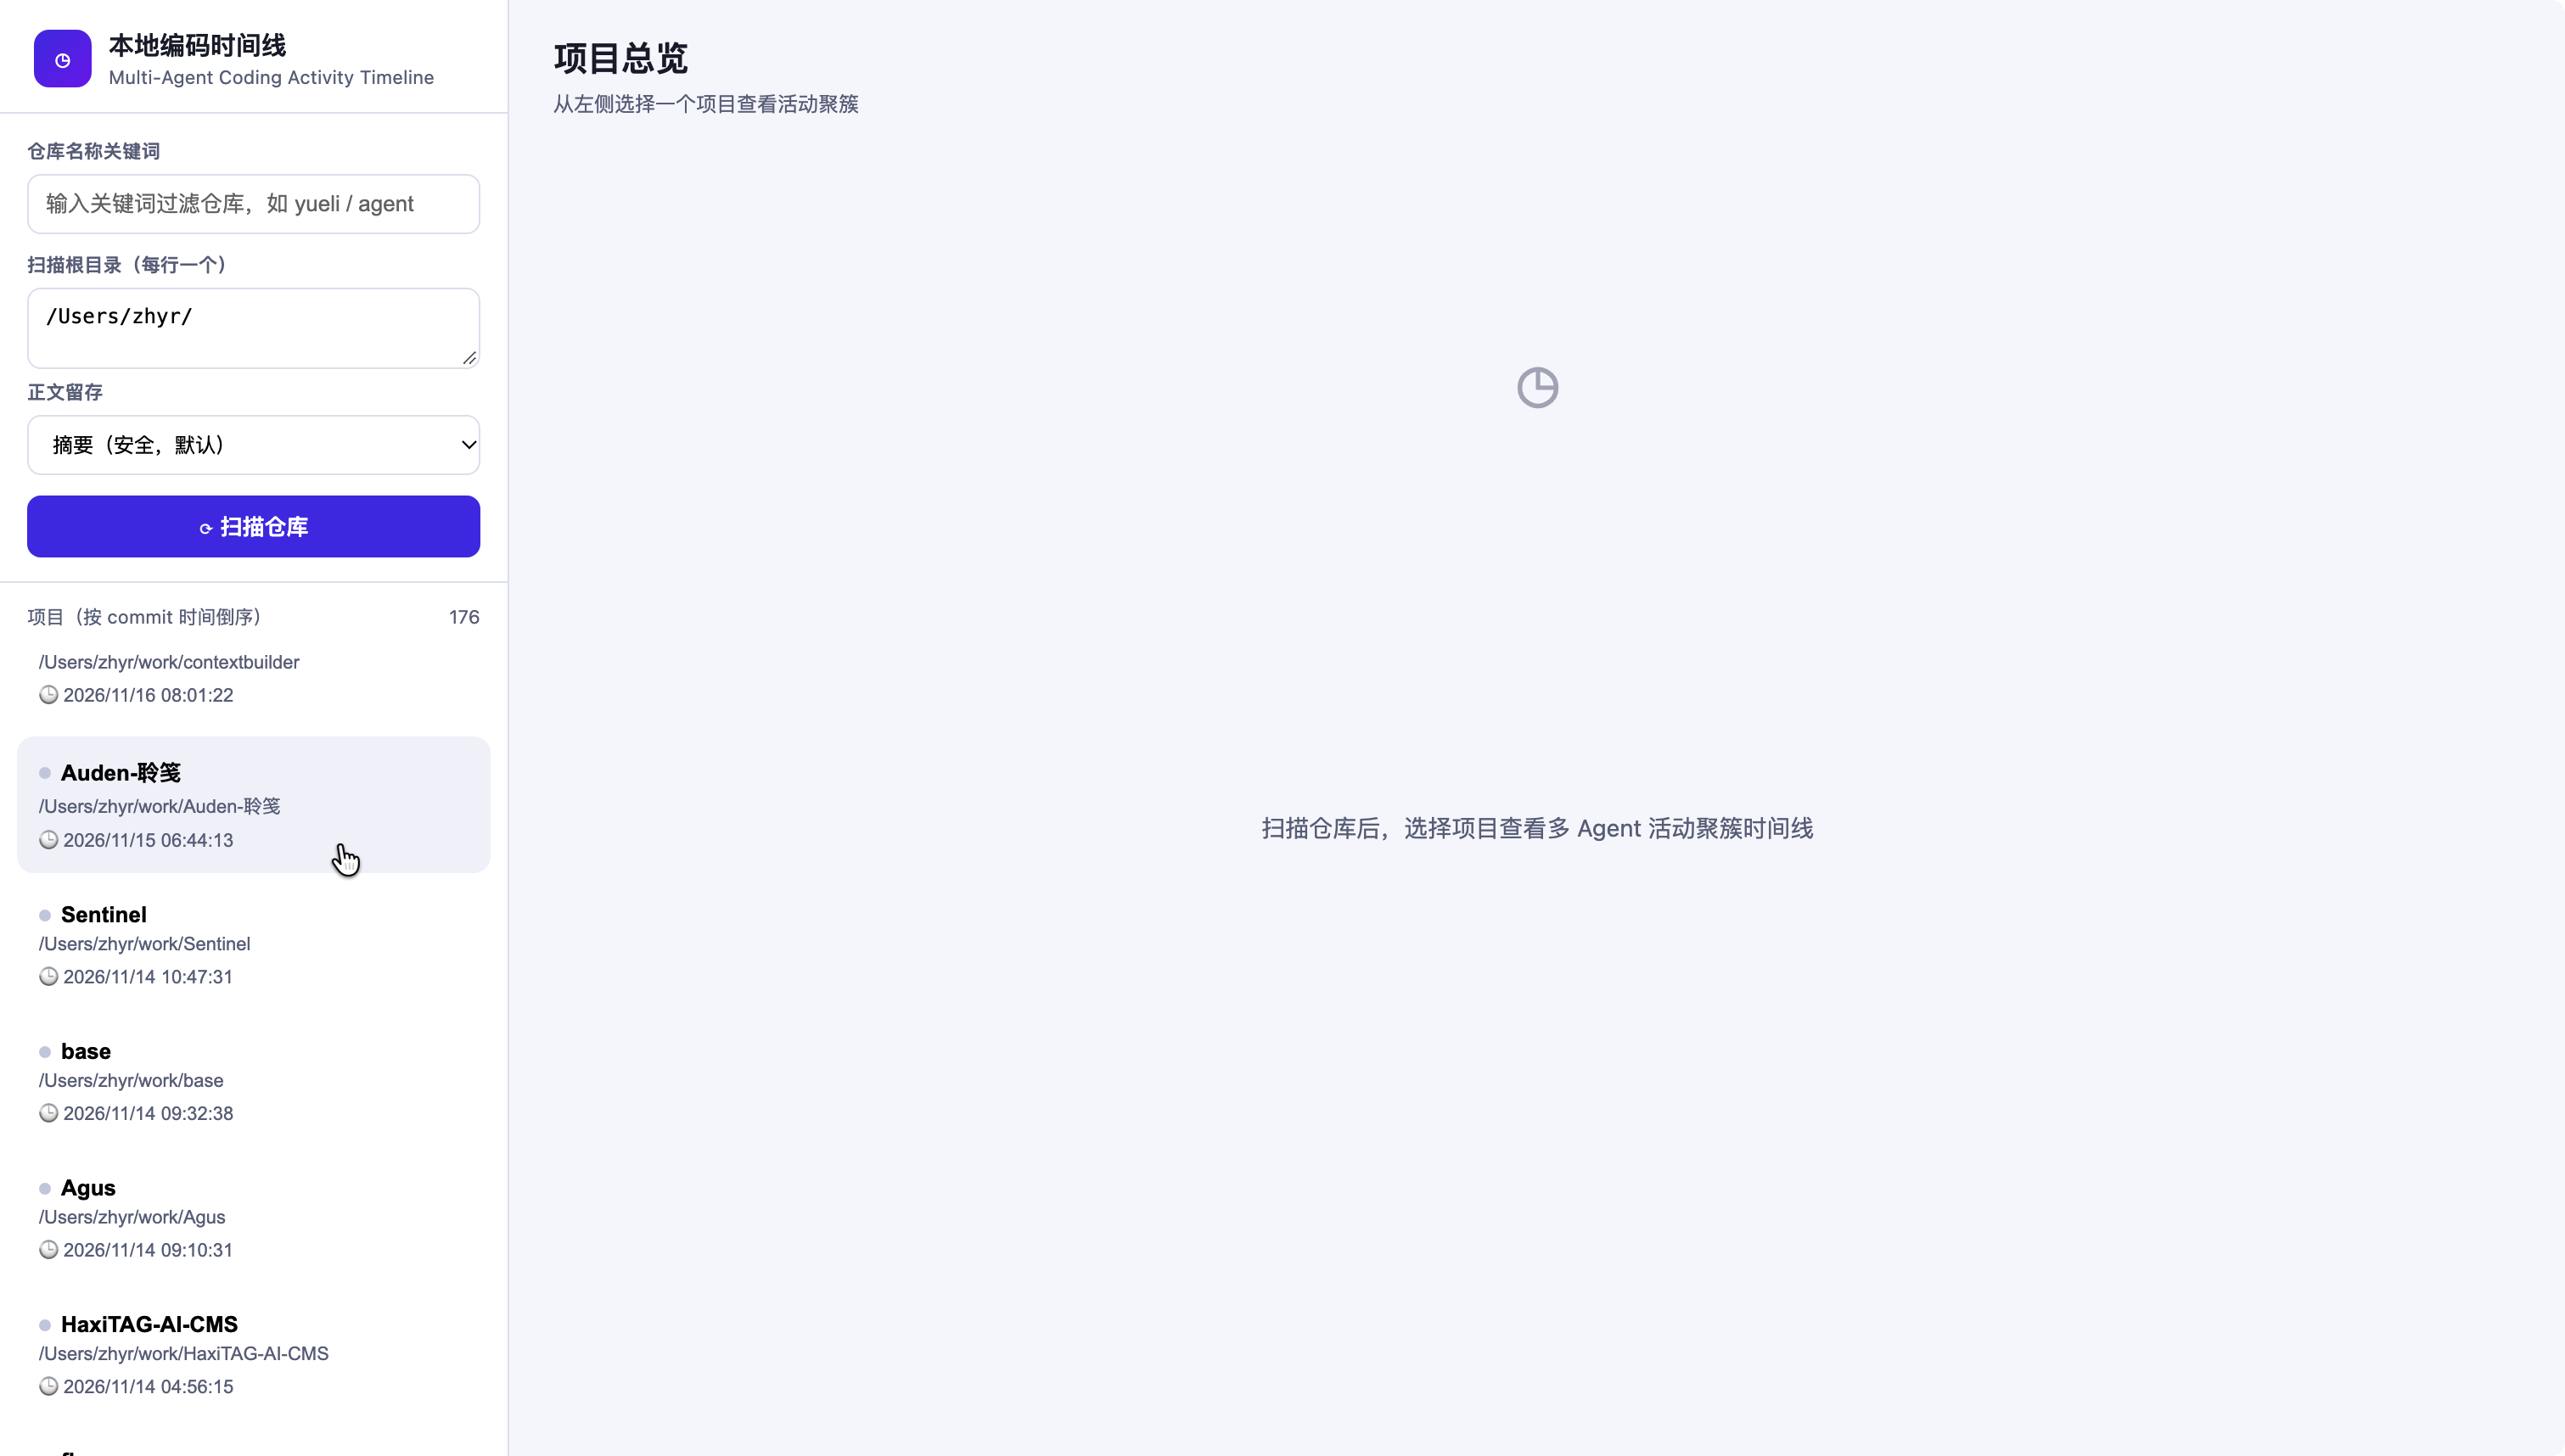 本地编码时间线
Multi-Agent Coding Activity Timeline
仓库名称关键词
输入关键词过滤仓库，如 yueli / agent
扫描根目录（每行一个）
/Users/zhyr/
正文留存
摘要（安全，默认）
⟳ 扫描仓库
项目（按 commit 时间倒序） 176
/Users/zhyr/work/contextbuilder
2026/11/16 08:01:22
Auden-聆笺
/Users/zhyr/work/Auden-聆笺
2026/11/15 06:44:13
Sentinel
/Users/zhyr/work/Sentinel
2026/11/14 10:47:31
base
/Users/zhyr/work/base
2026/11/14 09:32:38
Agus
/Users/zhyr/work/Agus
2026/11/14 09:10:31
HaxiTAG-AI-CMS
/Users/zhyr/work/HaxiTAG-AI-CMS
2026/11/14 04:56:15
项目总览
从左侧选择一个项目查看活动聚簇
扫描仓库后，选择项目查看多 Agent 活动聚簇时间线